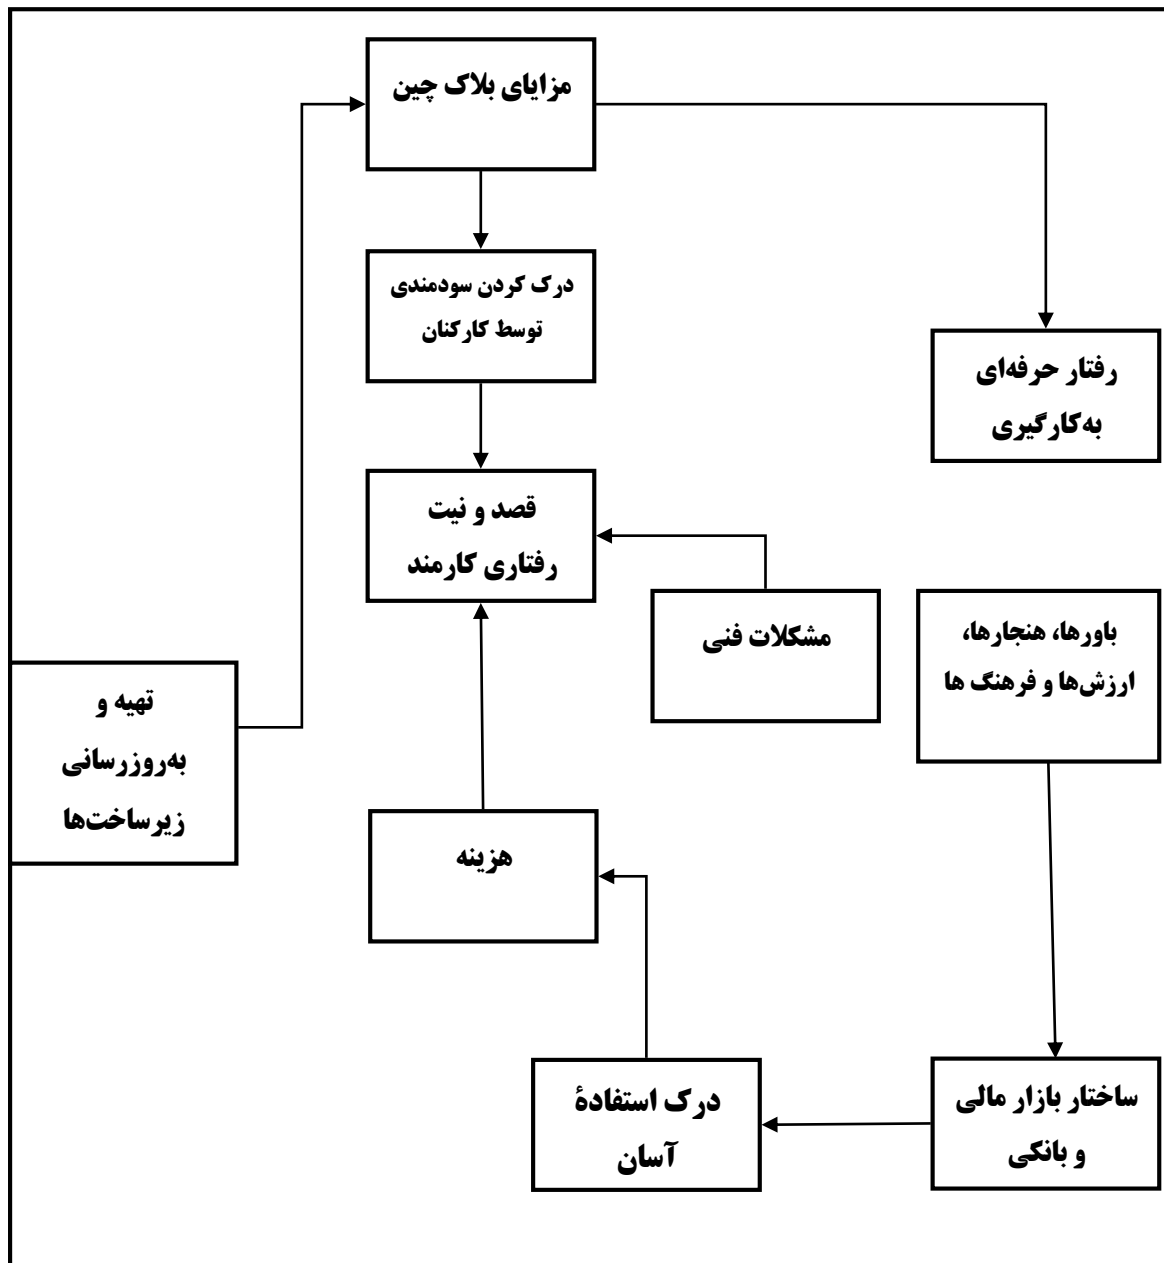 مزایای بلاک چین
درک کردن سودمندی
توسط کارکنان
رفتار حرفه‌ای
به‌کارگیری
قصد و نیت
رفتاری کارمند
مشکلات فنی
باورها، هنجارها،
ارزش‌ها و فرهنگ ها
تهیه و
به‌روزرسانی
زیرساخت‌ها
هزینه
درک استفادهٔ
آسان
ساختار بازار مالی
و بانکی